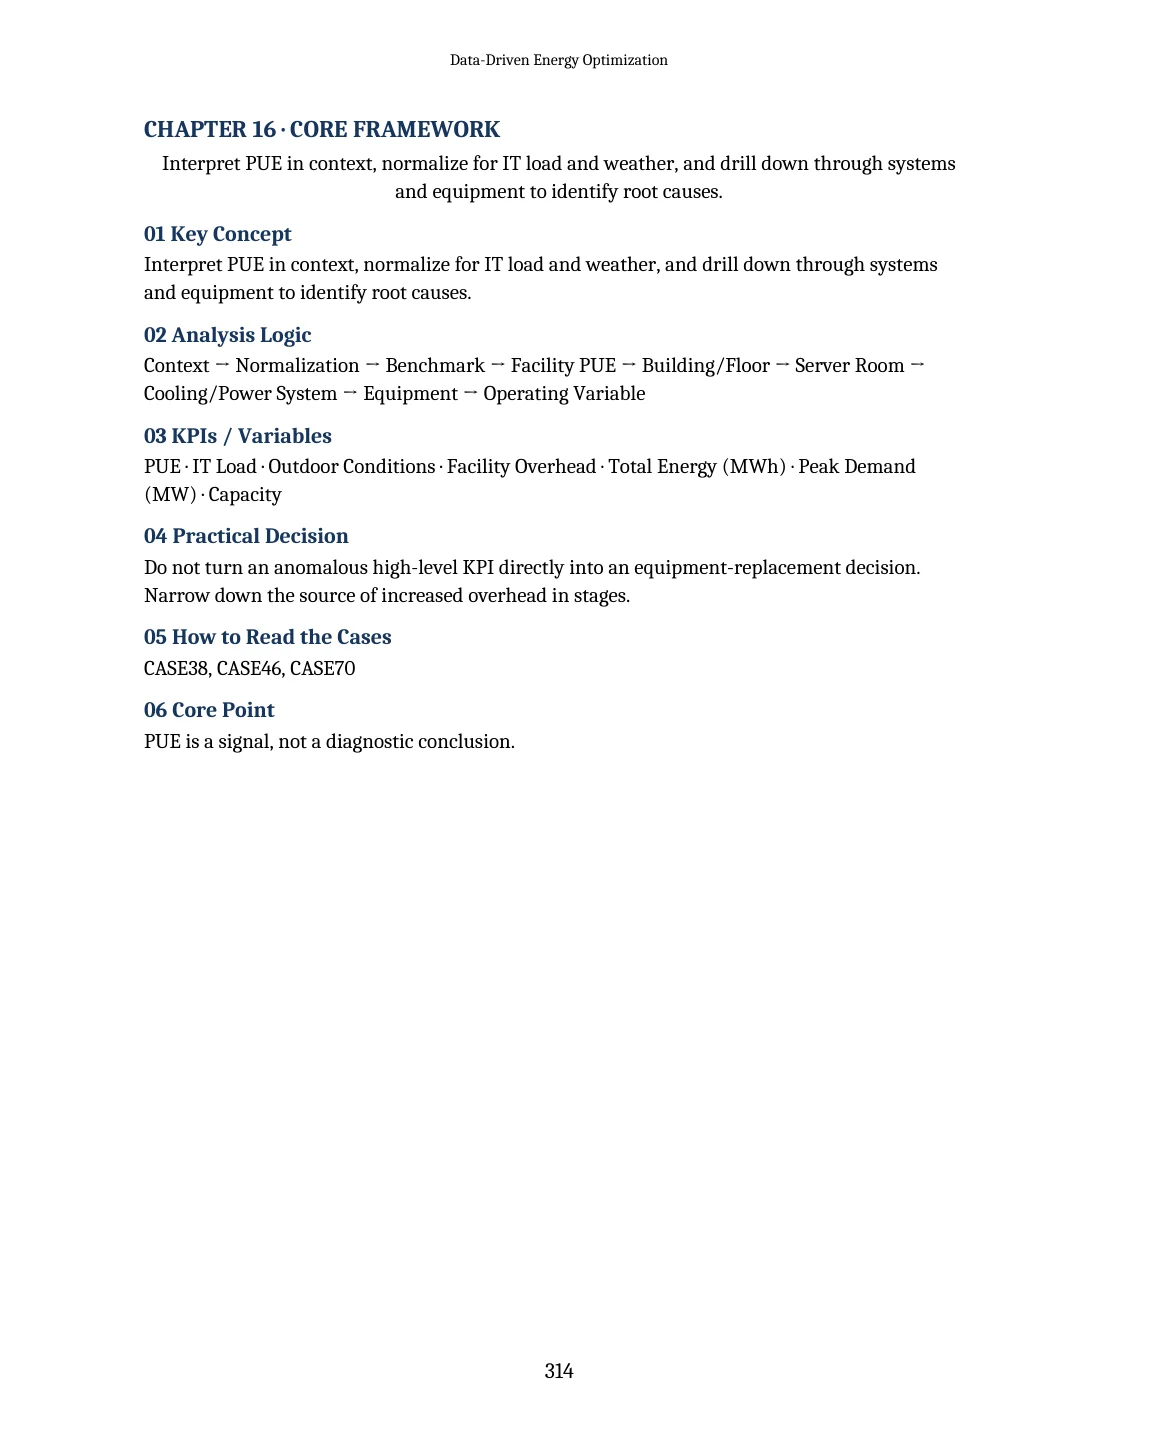 Data-Driven Energy Optimization
CHAPTER 16 · CORE FRAMEWORK
Interpret PUE in context, normalize for IT load and weather, and drill down through systems
and equipment to identify root causes.
01 Key Concept
Interpret PUE in context, normalize for IT load and weather, and drill down through systems
and equipment to identify root causes.
02 Analysis Logic
Context → Normalization → Benchmark → Facility PUE → Building/Floor → Server Room →
Cooling/Power System → Equipment → Operating Variable
03 KPIs / Variables
PUE · IT Load · Outdoor Conditions · Facility Overhead · Total Energy (MWh) · Peak Demand
(MW) · Capacity
04 Practical Decision
Do not turn an anomalous high-level KPI directly into an equipment-replacement decision.
Narrow down the source of increased overhead in stages.
05 How to Read the Cases
CASE38, CASE46, CASE70
06 Core Point
PUE is a signal, not a diagnostic conclusion.
314